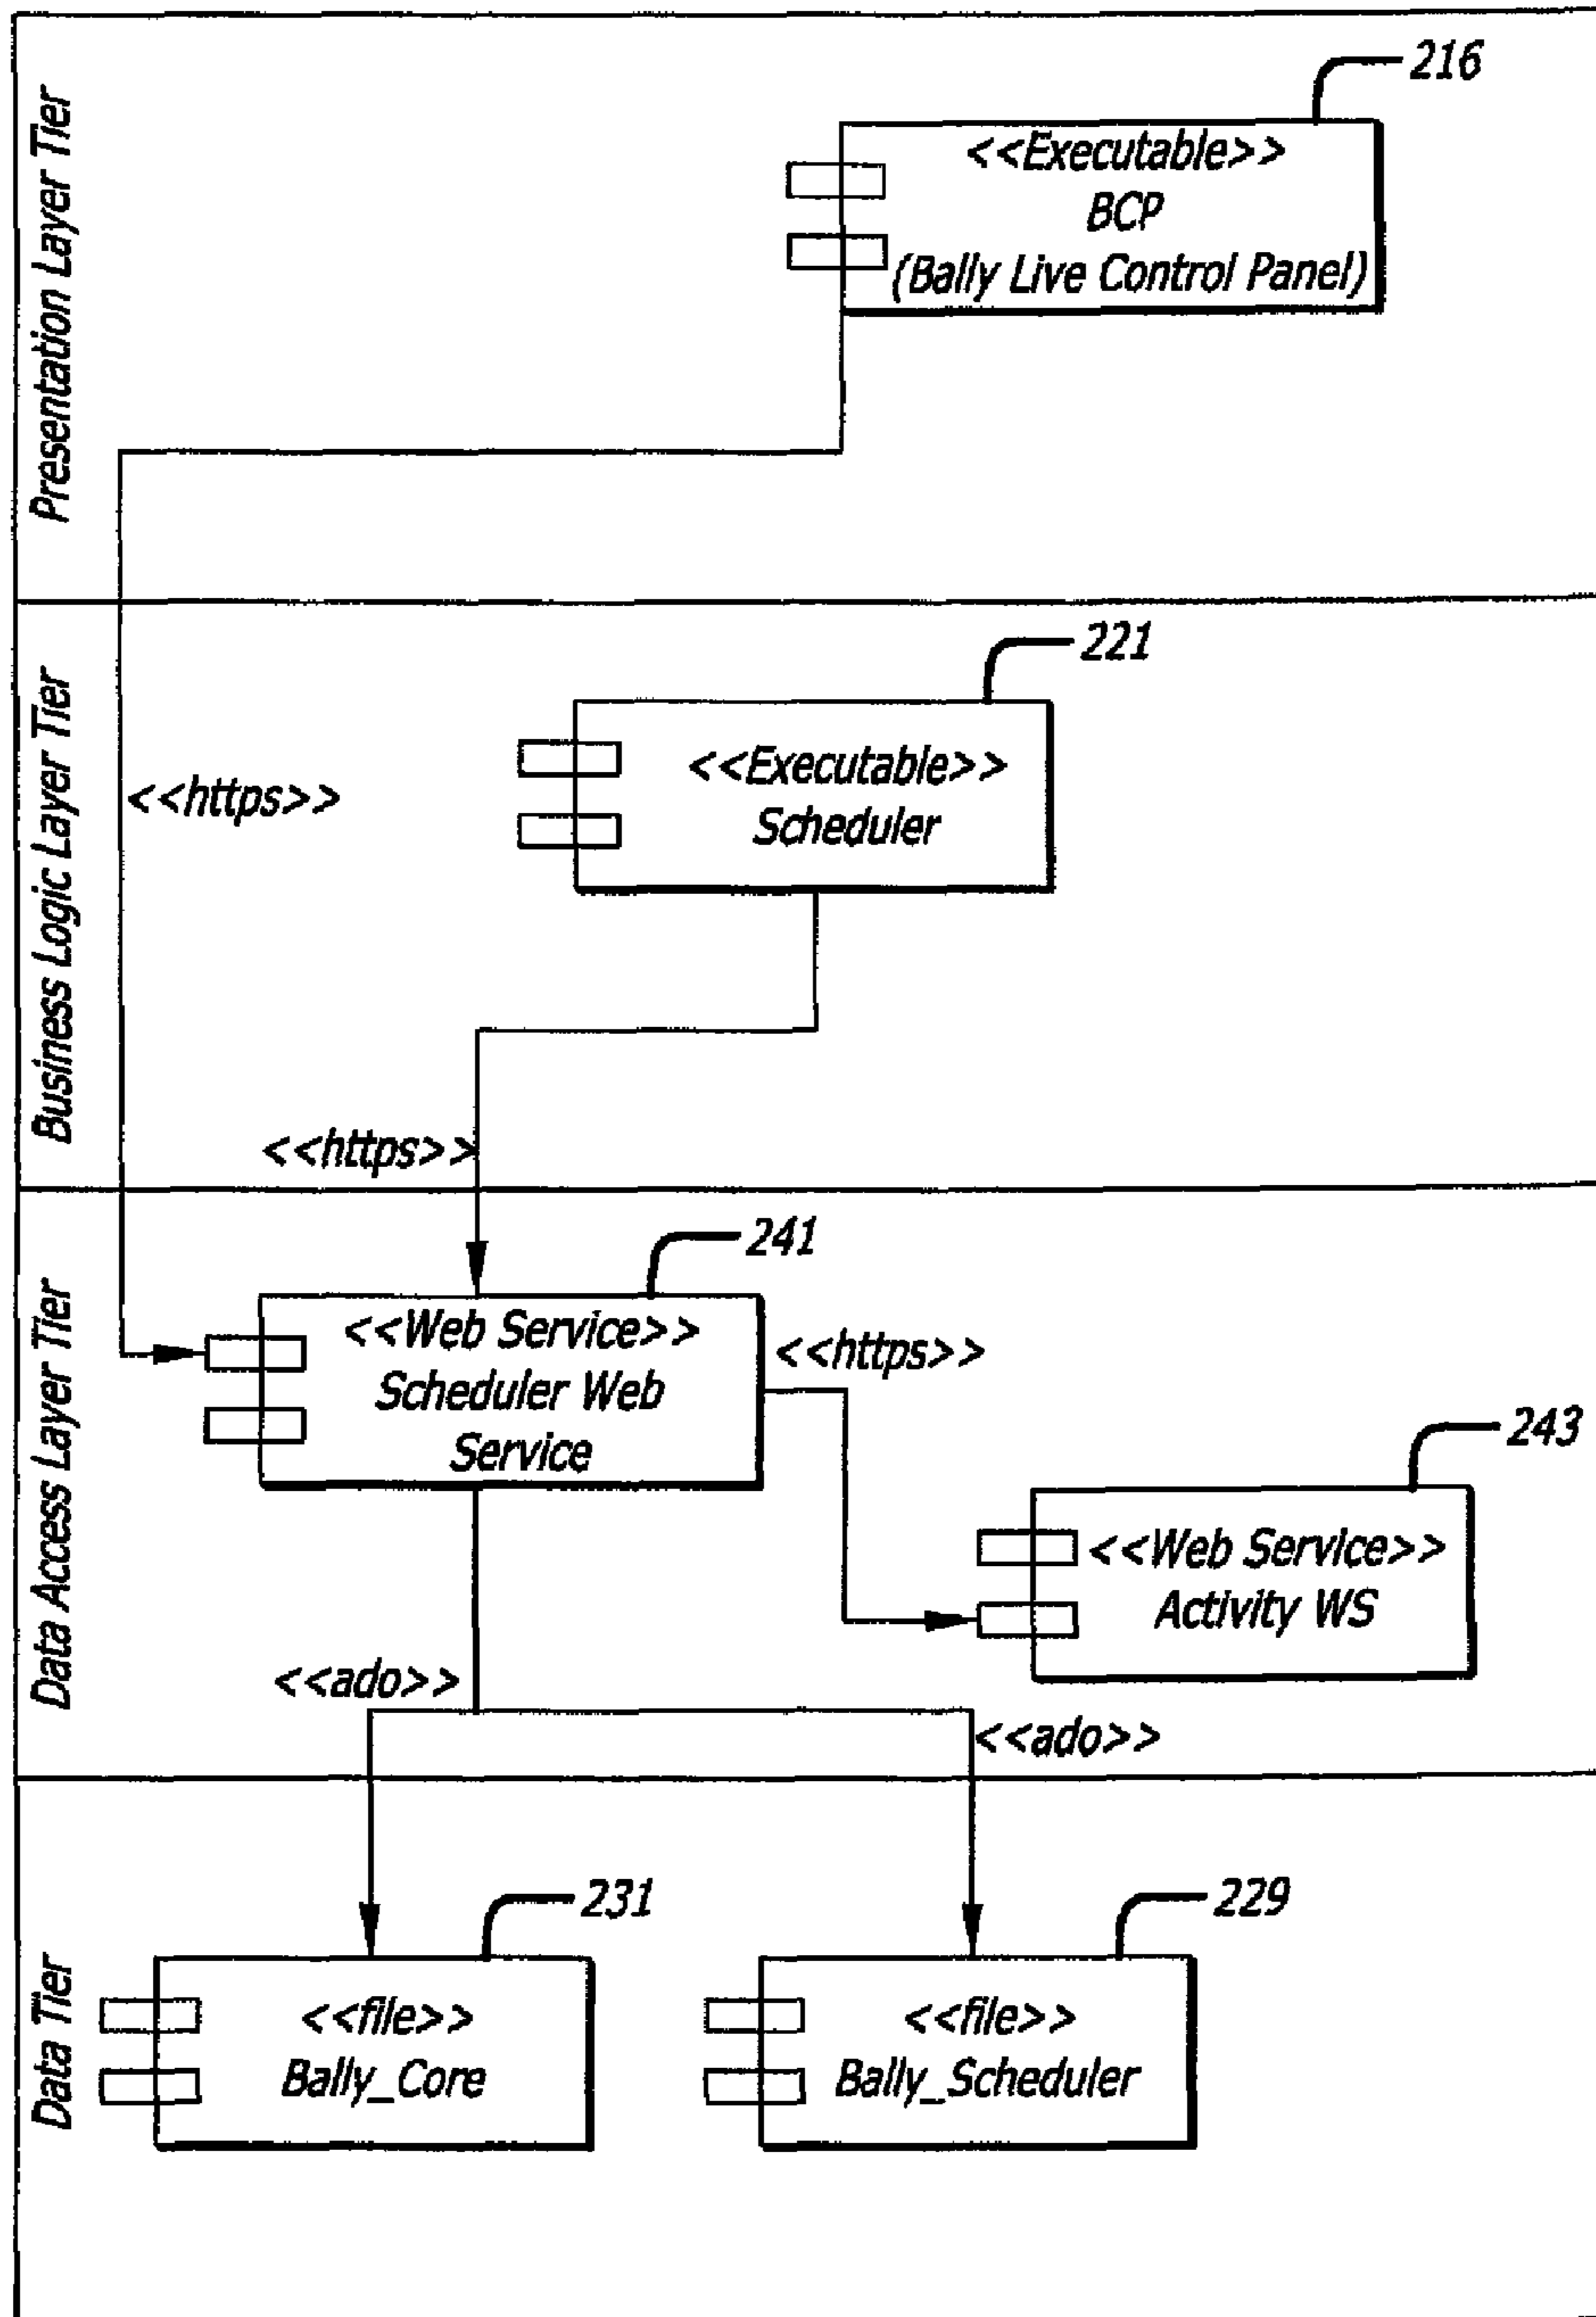 Presentation Layer Tier
216
<<Executable>>
BCP
(Bally Live Control Panel)
Business Logic Layer Tier
221
<<Executable>>
Scheduler
<<https>>
<<https>>
Data Access Layer Tier
241
<<Web Service>>
Scheduler Web
Service
<<https>>
243
<<Web Service>>
Activity WS
<<ado>>
<<ado>>
Data Tier
231
<<file>>
Bally_Core
229
<<file>>
Bally_Scheduler